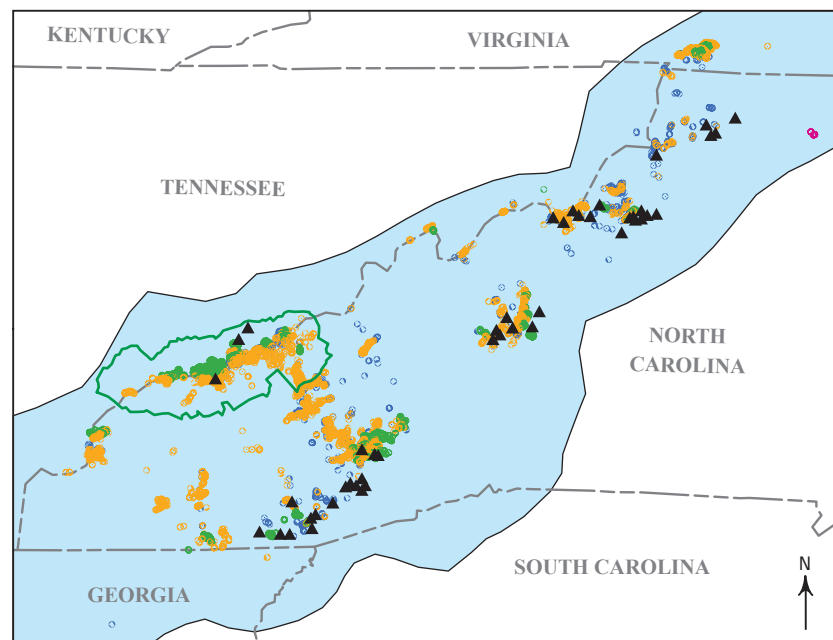 KENTUCKY
VIRGINIA
TENNESSEE
NORTH
CAROLINA
SOUTH CAROLINA
GEORGIA
N